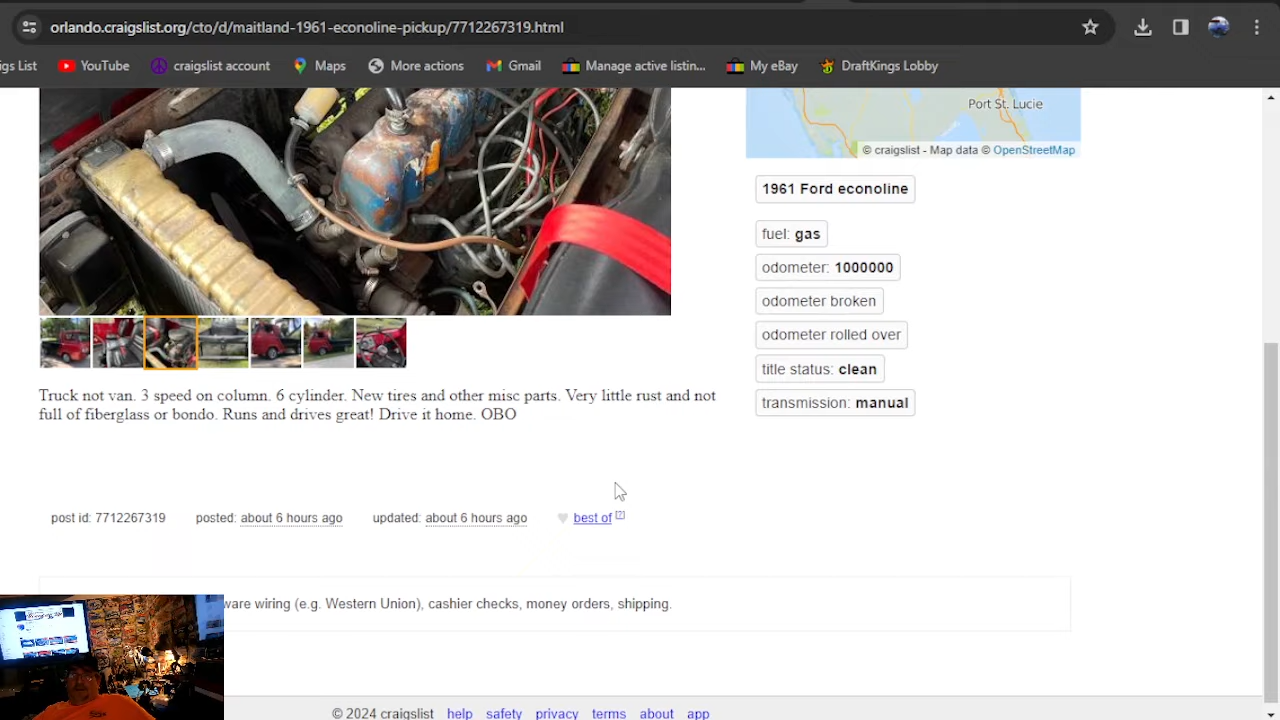 orlando.craigslist.org/cto/d/maitland-1961-econoline-pickup/7712267319.html
igs List YouTube craigslist account Maps More actions Gmail Manage active listin... My eBay DraftKings Lobby
Port St. Lucie
© craigslist - Map data © OpenStreetMap
1961 Ford econoline
fuel: gas
odometer: 1000000
odometer broken
odometer rolled over
title status: clean
transmission: manual
Truck not van. 3 speed on column. 6 cylinder. New tires and other misc parts. Very little rust and not
full of fiberglass or bondo. Runs and drives great! Drive it home. OBO
post id: 7712267319 posted: about 6 hours ago updated: about 6 hours ago best of [?]
ware wiring (e.g. Western Union), cashier checks, money orders, shipping.
© 2024 craigslist help safety privacy terms about app